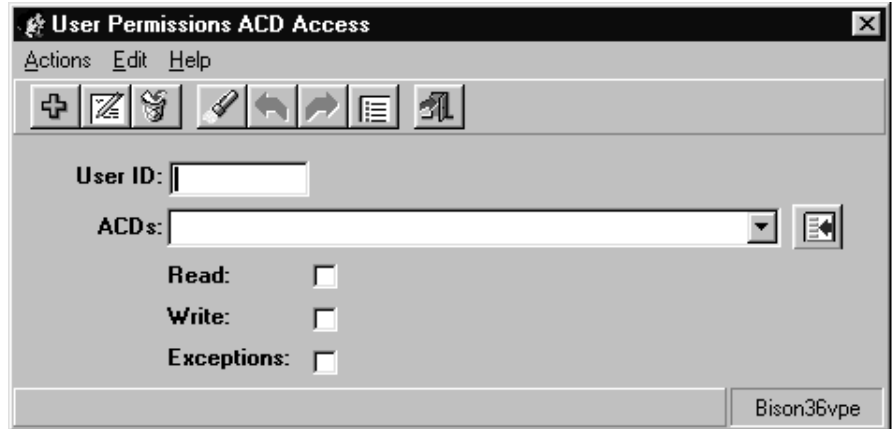 User Permissions ACD Access
Actions Edit Help
User ID:
ACDs:
Read:
Write:
Exceptions:
Bison36vpe